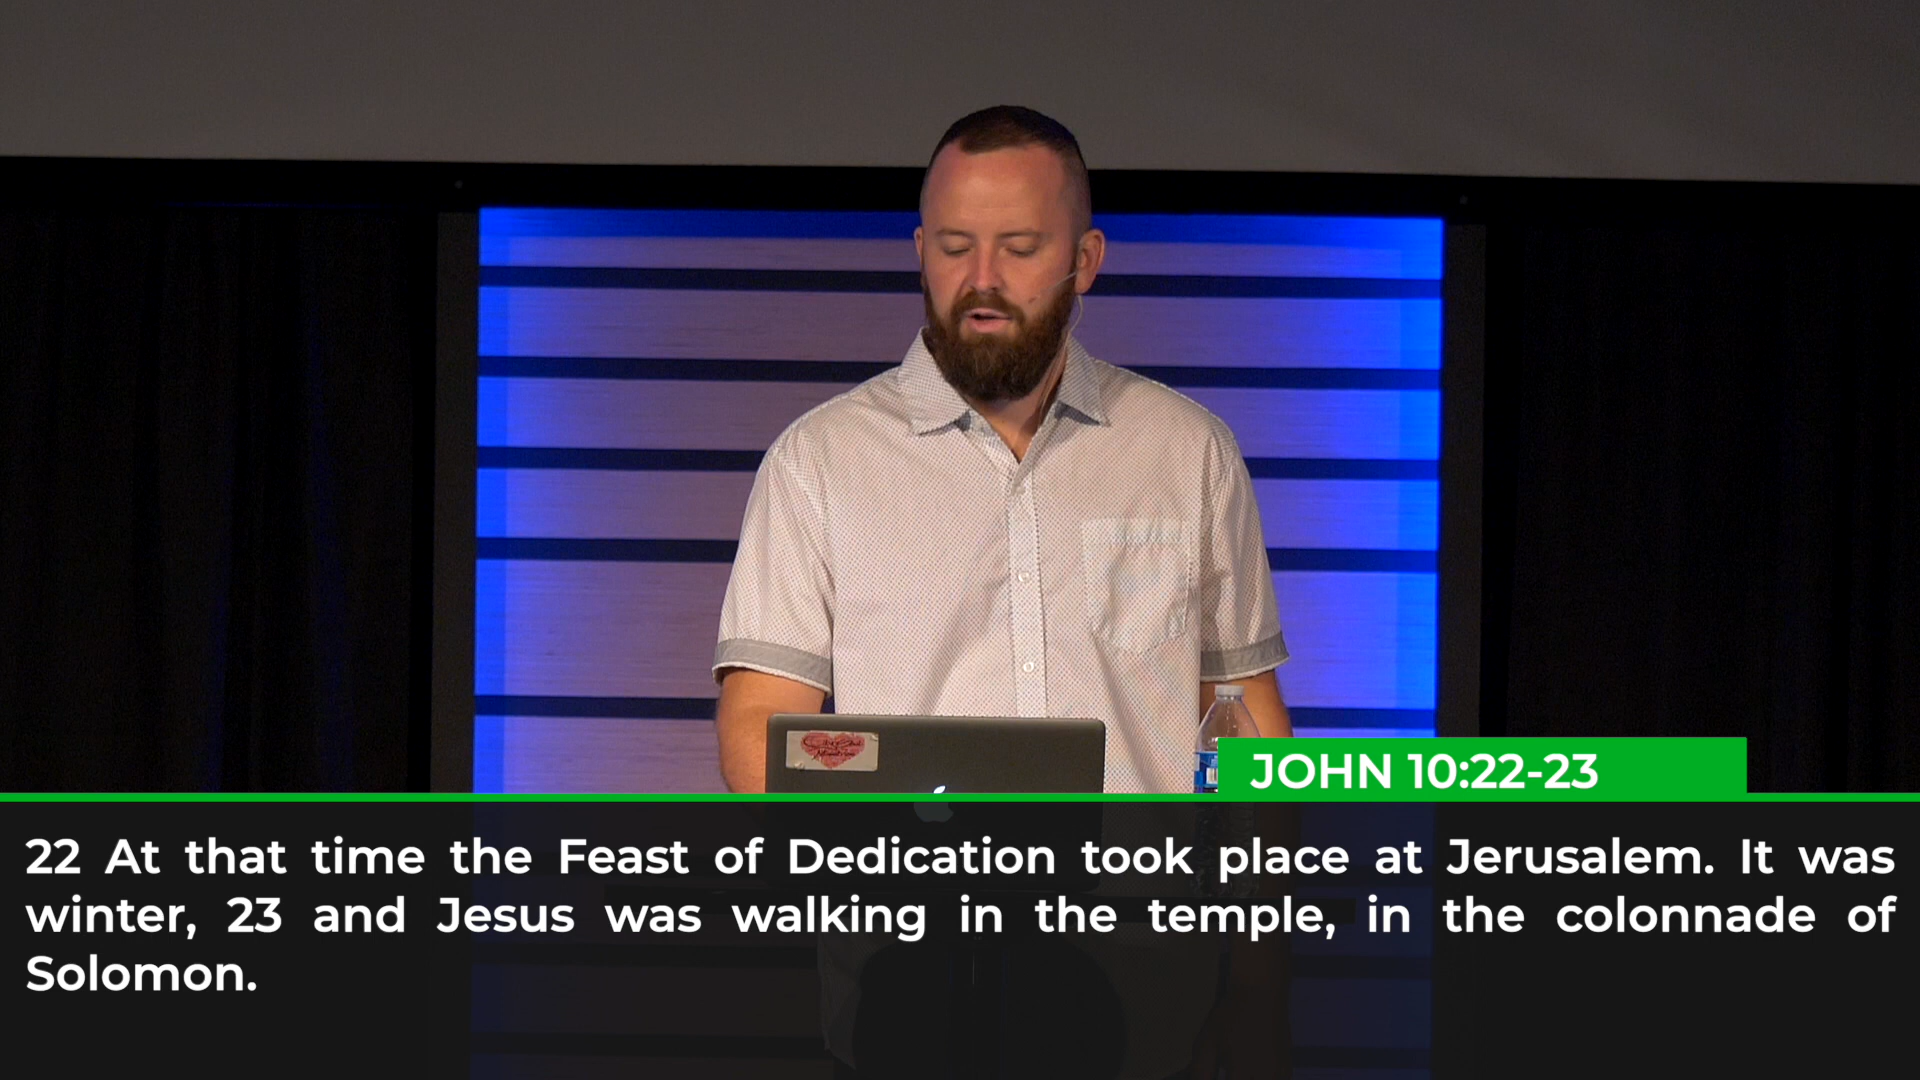 JOHN 10:22-23
22 At that time the Feast of Dedication took place at Jerusalem. It was
winter, 23 and Jesus was walking in the temple, in the colonnade of
Solomon.